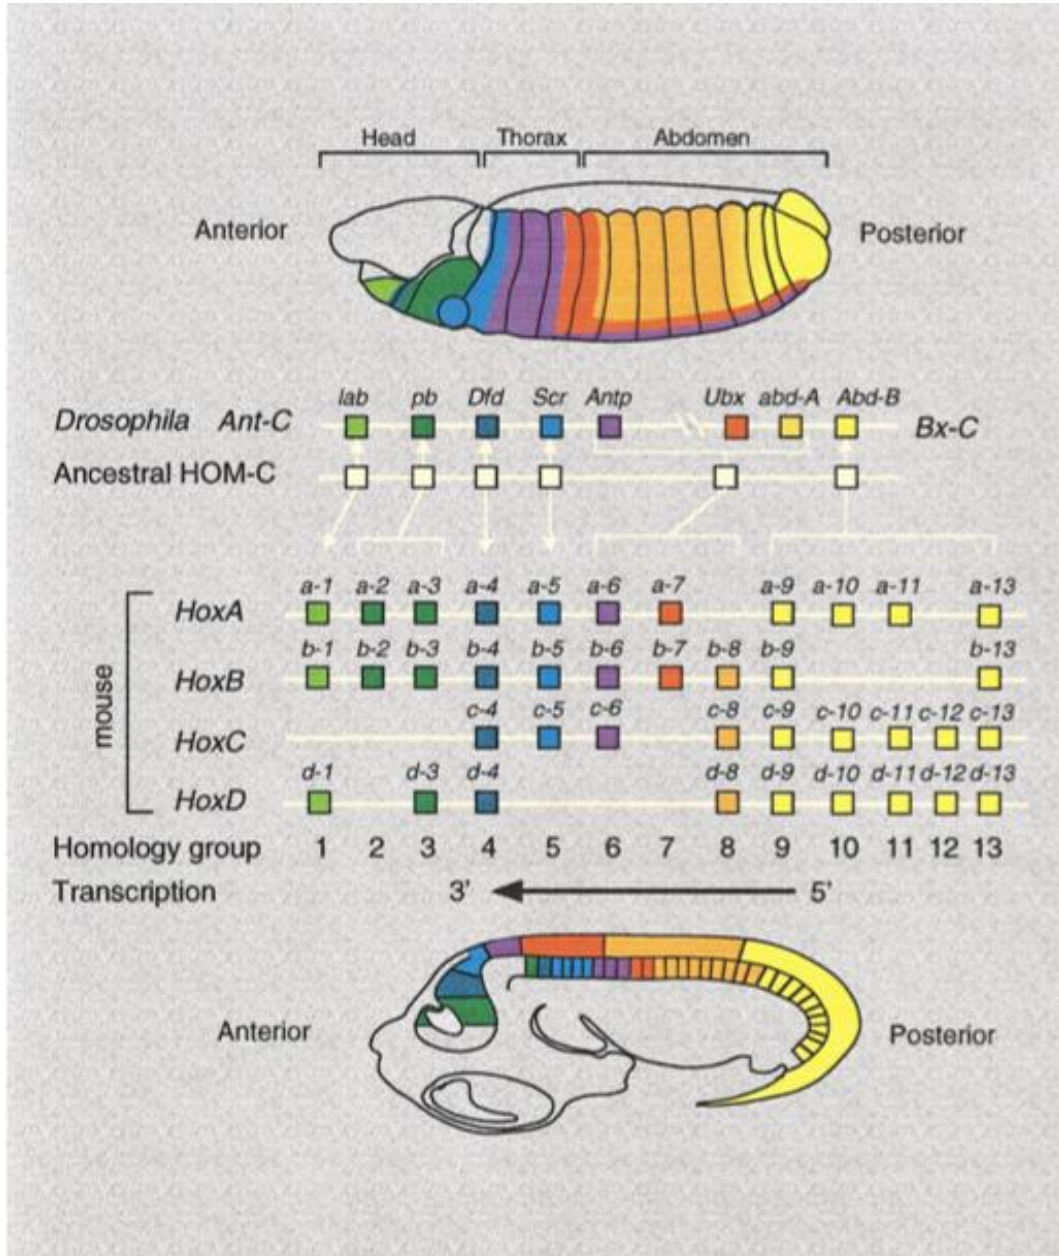 Head Thorax Abdomen
Anterior Posterior
lab pb Dfd Scr Antp Ubx abd-A Abd-B
Drosophila Ant-C Bx-C
Ancestral HOM-C
a-1 a-2 a-3 a-4 a-5 a-6 a-7 a-9 a-10 a-11 a-13
HoxA
b-1 b-2 b-3 b-4 b-5 b-6 b-7 b-8 b-9 b-13
HoxB
c-4 c-5 c-6 c-8 c-9 c-10 c-11 c-12 c-13
HoxC
d-1 d-3 d-4 d-8 d-9 d-10 d-11 d-12 d-13
HoxD
mouse
Homology group 1 2 3 4 5 6 7 8 9 10 11 12 13
Transcription 3' 5'
Anterior Posterior